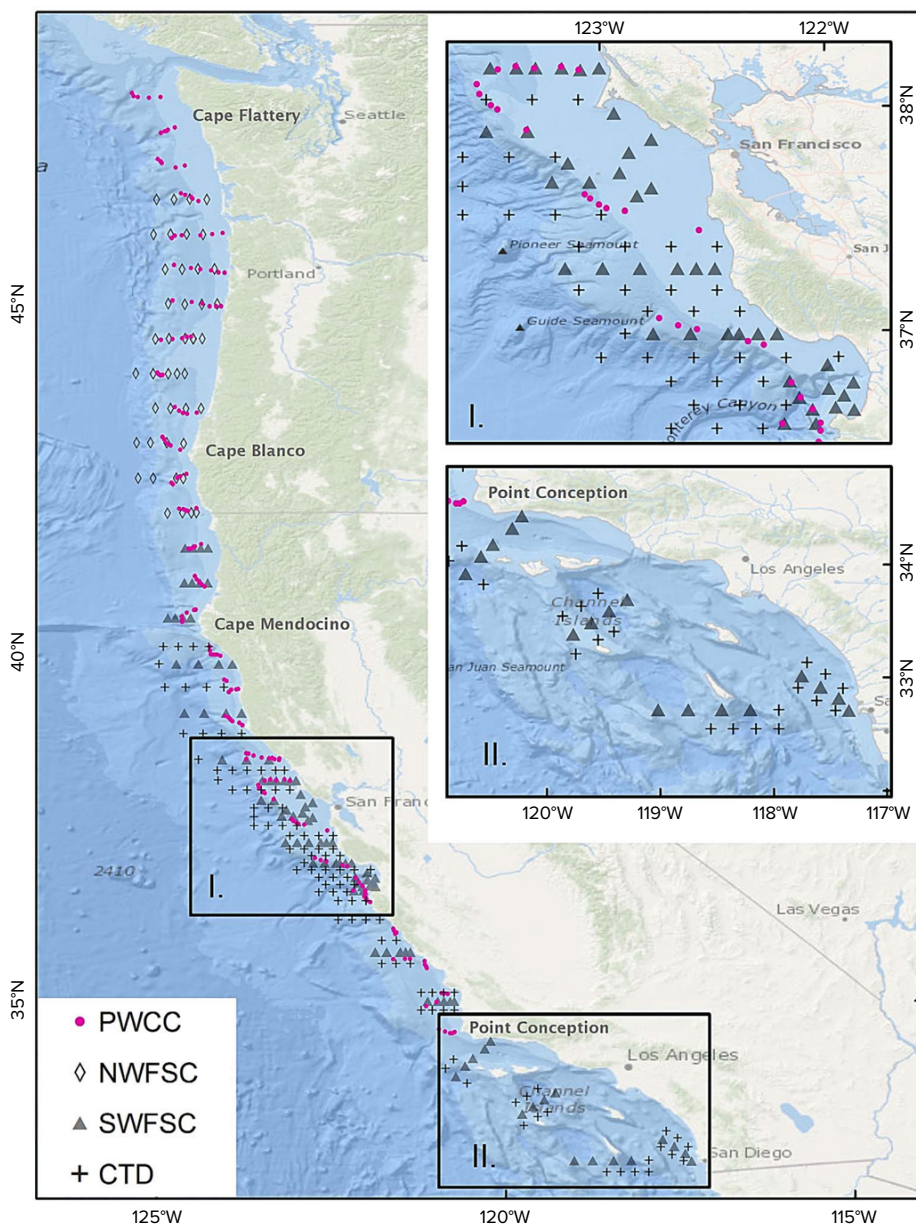 Cape Flattery
Seattle
a
Portland
45°N
Cape Blanco
Cape Mendocino
40°N
San Franc
I.
2410
Las Vegas
35°N
Point Conception
Los Angeles
Channel
Islands
II.
San Diego
PWCC
NWFSC
SWFSC
CTD
125°W
120°W
115°W
123°W
122°W
38°N
San Francisco
San J
Pioneer Seamount
Guide Seamount
37°N
I.
onterey Canyon
Point Conception
Los Angeles
34°N
Channel
Islands
an Juan Seamount
33°N
Sa
II.
120°W
119°W
118°W
117°W